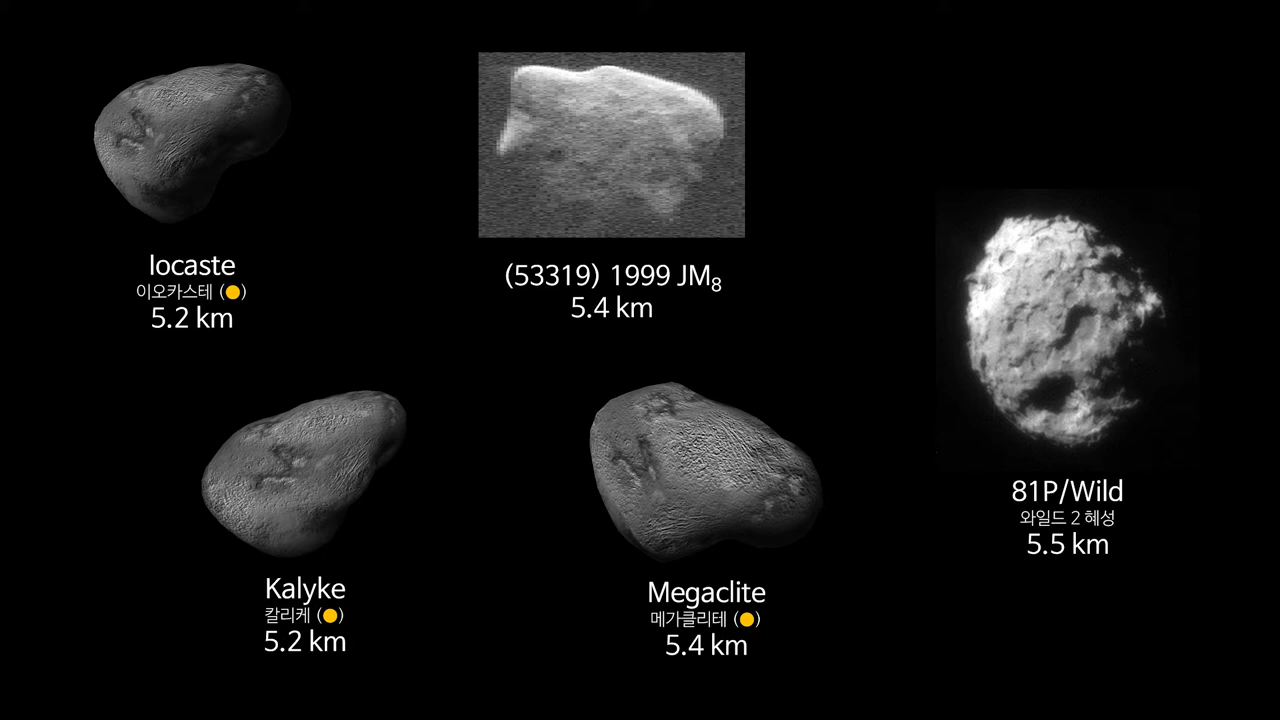 Iocaste
이오카스테 (●)
5.2 km
(53319) 1999 JM₈
5.4 km
81P/Wild
와일드 2 혜성
5.5 km
Kalyke
칼리케 (●)
5.2 km
Megaclite
메가클리테 (●)
5.4 km